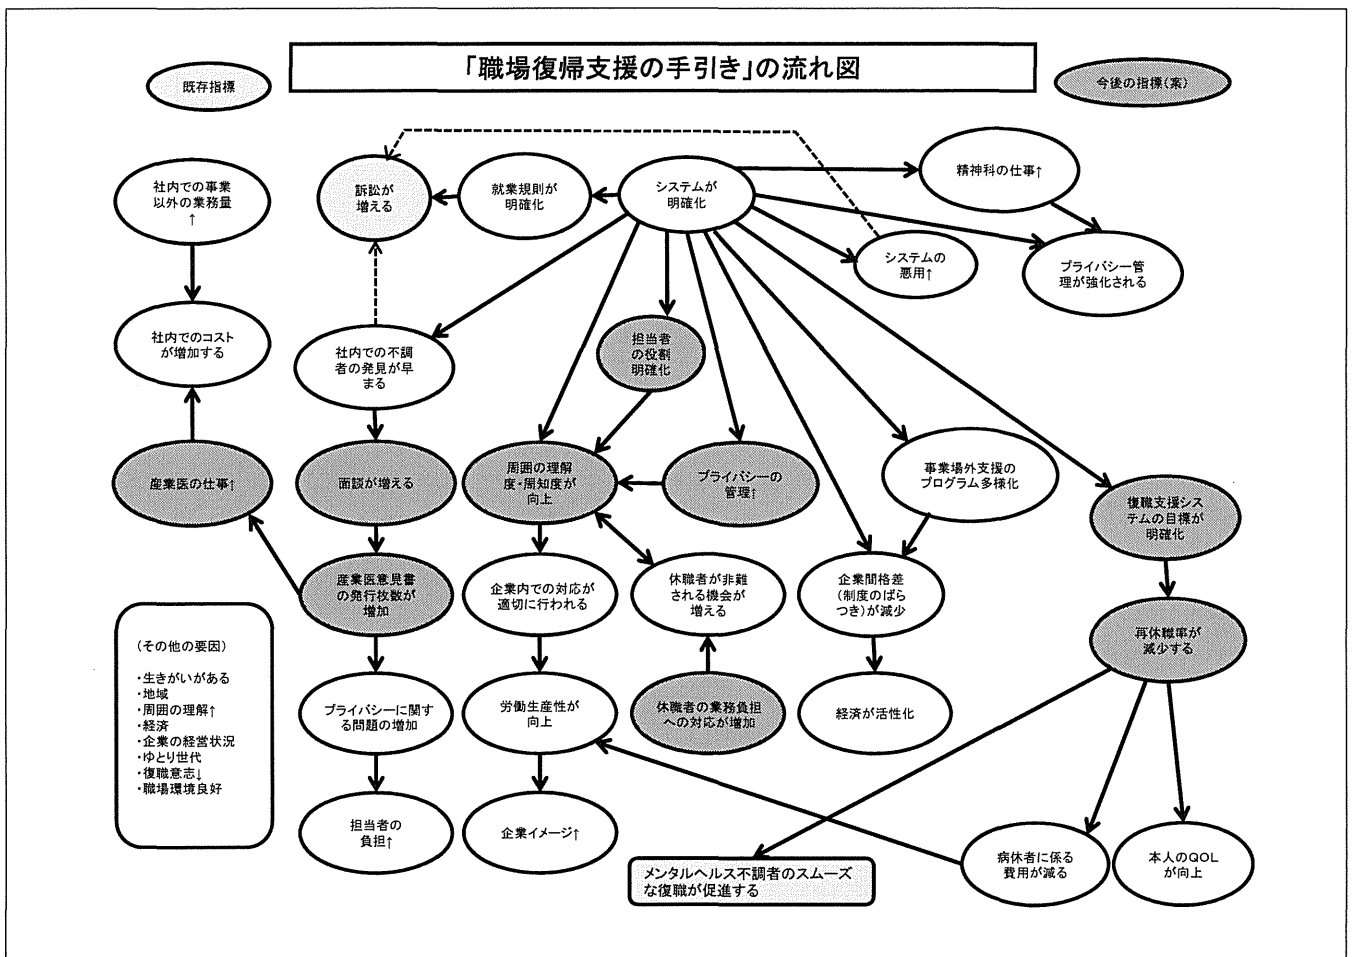 「職場復帰支援の手引き」の流れ図
既存指標
今後の指標(案)
社内での事業
以外の業務量
↑
訴訟が
増える
就業規則が
明確化
システムが
明確化
精神科の仕事↑
システムの
悪用↑
プライバシー管
理が強化される
社内でのコスト
が増加する
社内での不調
者の発見が早
まる
担当者
の役割
明確化
産業医の仕事↑
面談が増える
周囲の理解
度・周知度が
向上
プライバシーの
管理↑
事業場外支援の
プログラム多様化
復職支援シス
テムの目標が
明確化
産業医意見書
の発行枚数が
増加
企業内での対応が
適切に行われる
休職者が非難
される機会が
増える
企業間格差
(制度のばら
つき)が減少
再休職率が
減少する
(その他の要因)
・生きがいがある
・地域
・周囲の理解↑
・経済
・企業の経営状況
・ゆとり世代
・復職意志↓
・職場環境良好
プライバシーに関す
る問題の増加
労働生産性が
向上
休職者の業務負担
への対応が増加
経済が活性化
担当者の
負担↑
企業イメージ↑
メンタルヘルス不調者のスムーズ
な復職が促進する
病休者に係る
費用が減る
本人のQOL
が向上